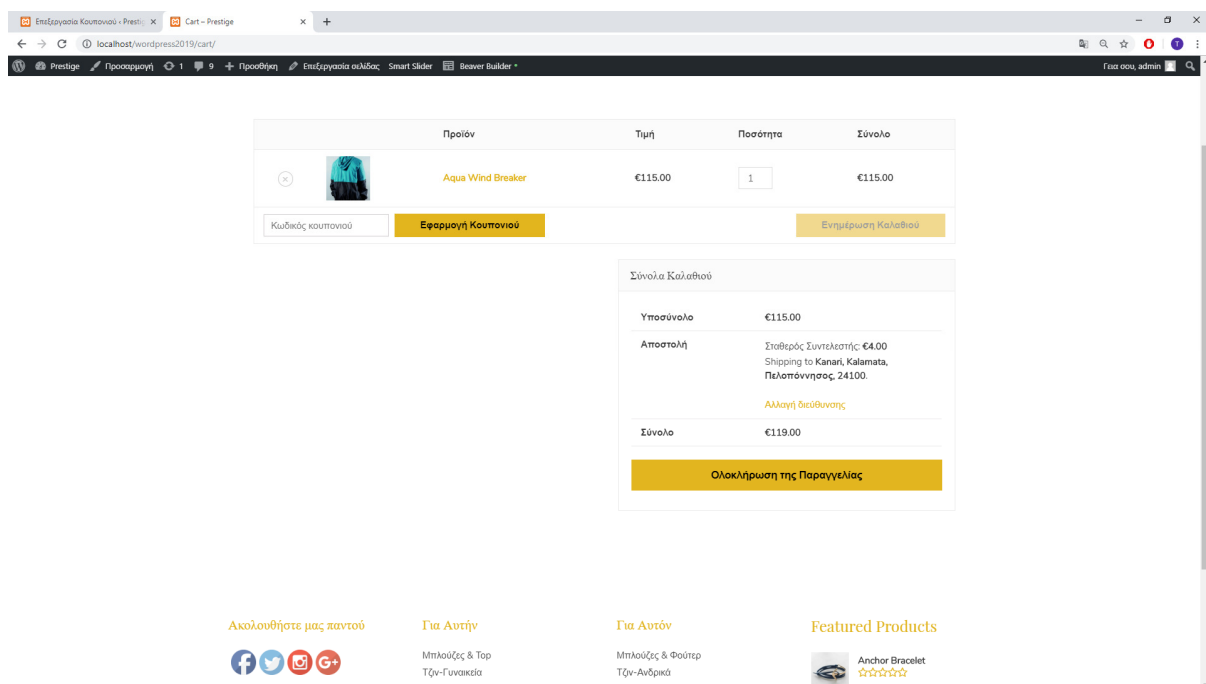 Επεξεργασία Κουπονιού ‹ Prestig
Cart – Prestige
localhost/wordpress2019/cart/
Prestige Προσαρμογή 1 9 Προσθήκη Επεξεργασία σελίδας Smart Slider Beaver Builder Γεια σου, admin
Προϊόν Τιμή Ποσότητα Σύνολο
Aqua Wind Breaker €115.00 1 €115.00
Κωδικός κουπονιού Εφαρμογή Κουπονιού Ενημέρωση Καλαθιού
Σύνολα Καλαθιού
Υποσύνολο €115.00
Αποστολή Σταθερός Συντελεστής: €4.00
Shipping to Kanari, Kalamata,
Πελοπόννησος, 24100.
Αλλαγή διεύθυνσης
Σύνολο €119.00
Ολοκλήρωση της Παραγγελίας
Ακολουθήστε μας παντού Για Αυτήν Για Αυτόν Featured Products
Μπλούζες & Top Μπλούζες & Φούτερ Anchor Bracelet
Τζιν-Γυναικεία Τζιν-Ανδρικά